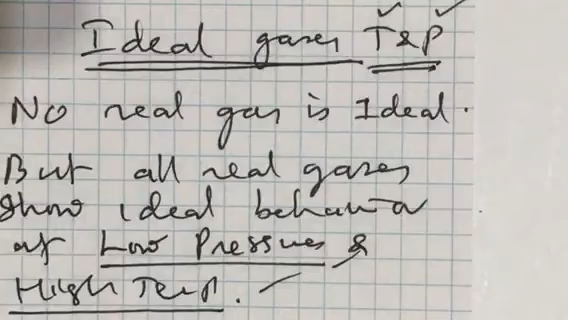 Ideal gases T&P
No real gas is Ideal.
But all real gases
show ideal behavior
at Low Pressures &
High Temp.